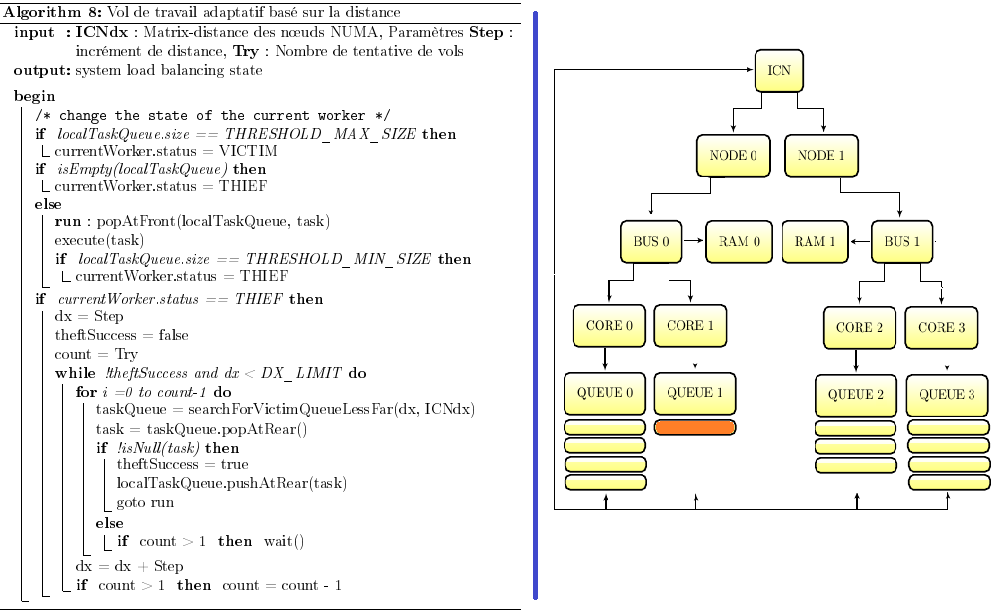 Algorithm 8: Vol de travail adaptatif basé sur la distance
input : ICNdx : Matrix-distance des nœuds NUMA, Paramètres Step :
incrément de distance, Try : Nombre de tentative de vols
output: system load balancing state
begin
/* change the state of the current worker */
if localTaskQueue.size == THRESHOLD_MAX_SIZE then
currentWorker.status = VICTIM
if isEmpty(localTaskQueue) then
currentWorker.status = THIEF
else
run : popAtFront(localTaskQueue, task)
execute(task)
if localTaskQueue.size == THRESHOLD_MIN_SIZE then
currentWorker.status = THIEF
if currentWorker.status == THIEF then
dx = Step
theftSuccess = false
count = Try
while !theftSuccess and dx < DX_LIMIT do
for i =0 to count-1 do
taskQueue = searchForVictimQueueLessFar(dx, ICNdx)
task = taskQueue.popAtRear()
if !isNull(task) then
theftSuccess = true
localTaskQueue.pushAtRear(task)
goto run
else
if count > 1 then wait()
dx = dx + Step
if count > 1 then count = count - 1
ICN
NODE 0 NODE 1
BUS 0 RAM 0 RAM 1 BUS 1
CORE 0 CORE 1 CORE 2 CORE 3
QUEUE 0 QUEUE 1 QUEUE 2 QUEUE 3